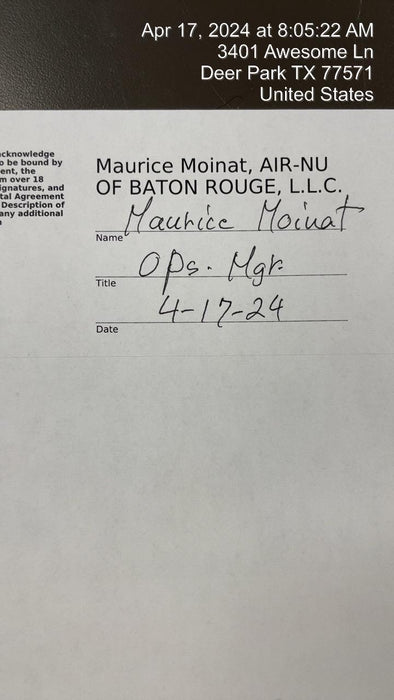 Apr 17, 2024 at 8:05:22 AM
3401 Awesome Ln
Deer Park TX 77571
United States
acknowledge
o be bound by
ent, the
m over 18
ignatures, and
tal Agreement
Description of
any additional
Maurice Moinat, AIR-NU
OF BATON ROUGE, L.L.C.
Maurice Moinat
Name
Ops. Mgr.
Title
4-17-24
Date